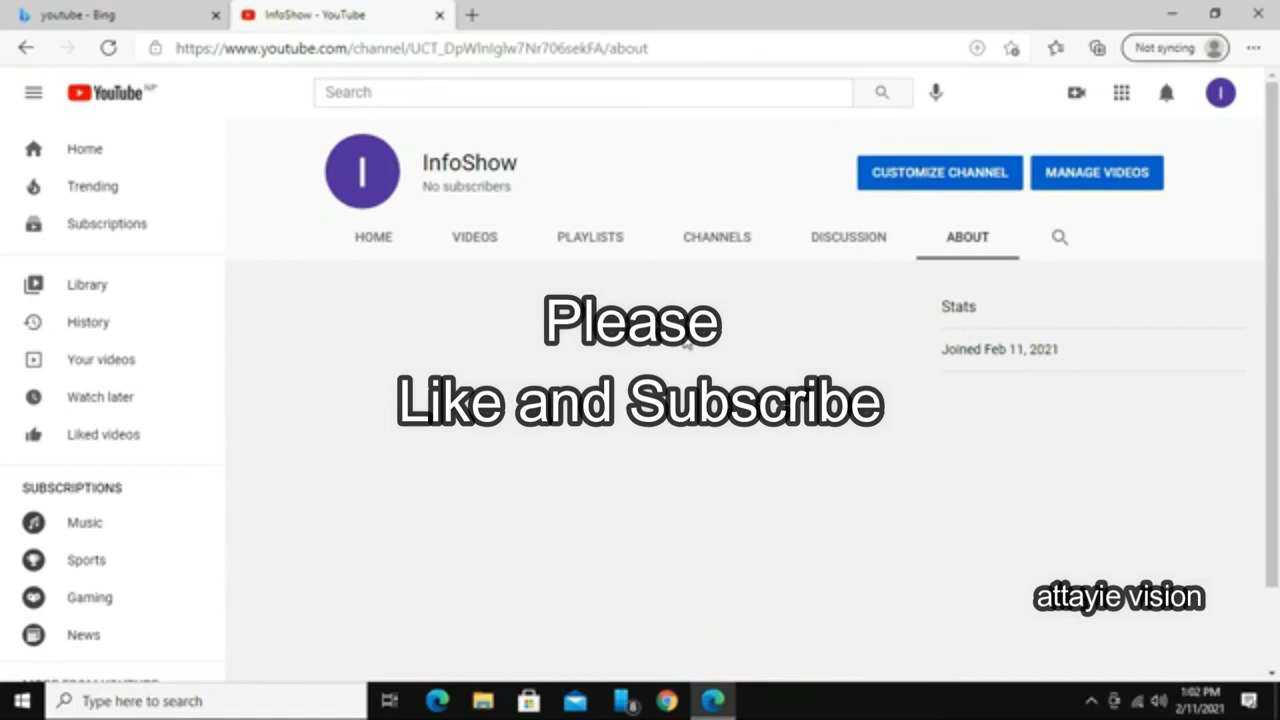 youtube - Bing
InfoShow - YouTube
https://www.youtube.com/channel/UCT_DpWlnIglw7Nr706sekFA/about
Not syncing
YouTube NP
Search
I
Home
Trending
Subscriptions
Library
History
Your videos
Watch later
Liked videos
SUBSCRIPTIONS
Music
Sports
Gaming
News
I
InfoShow
No subscribers
CUSTOMIZE CHANNEL
MANAGE VIDEOS
HOME VIDEOS PLAYLISTS CHANNELS DISCUSSION ABOUT
Stats
Joined Feb 11, 2021
Please
Like and Subscribe
attayie vision
Type here to search
8
1:02 PM
2/11/2021